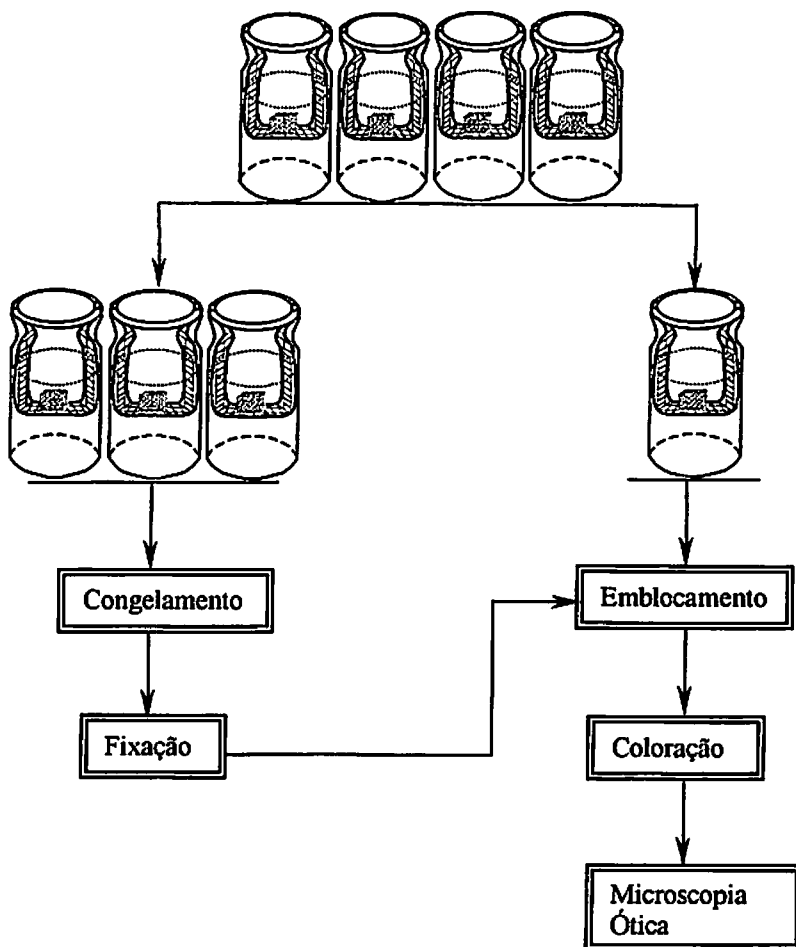 Congelamento
Emblocamento
Fixação
Coloração
Microscopia
Ótica